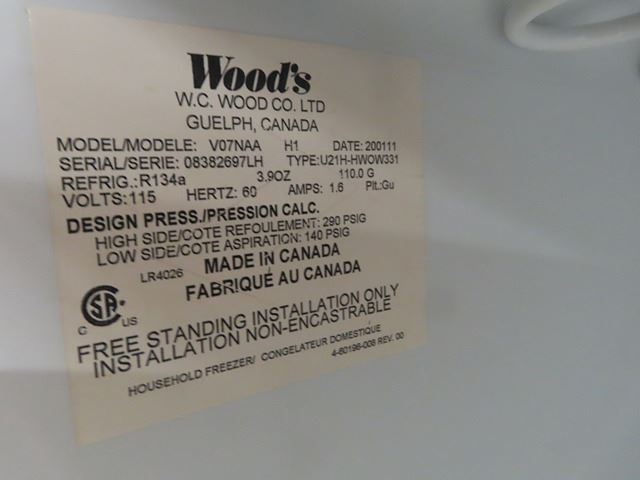 Wood's
W.C. WOOD CO. LTD
GUELPH, CANADA
MODEL/MODELE: V07NAA H1 DATE: 200111
SERIAL/SERIE: 08382697LH TYPE:U21H-HWOW331
REFRIG.:R134a 3.9OZ 110.0 G
VOLTS:115 HERTZ: 60 AMPS: 1.6 Plt.:Gu
DESIGN PRESS./PRESSION CALC.
HIGH SIDE/COTE REFOULEMENT: 290 PSIG
LOW SIDE/COTE ASPIRATION: 140 PSIG
LR4026 MADE IN CANADA
FABRIQUÉ AU CANADA
C SA US
FREE STANDING INSTALLATION ONLY
INSTALLATION NON-ENCASTRABLE
HOUSEHOLD FREEZER/ CONGELATEUR DOMESTIQUE
4-60196-008 REV. 00